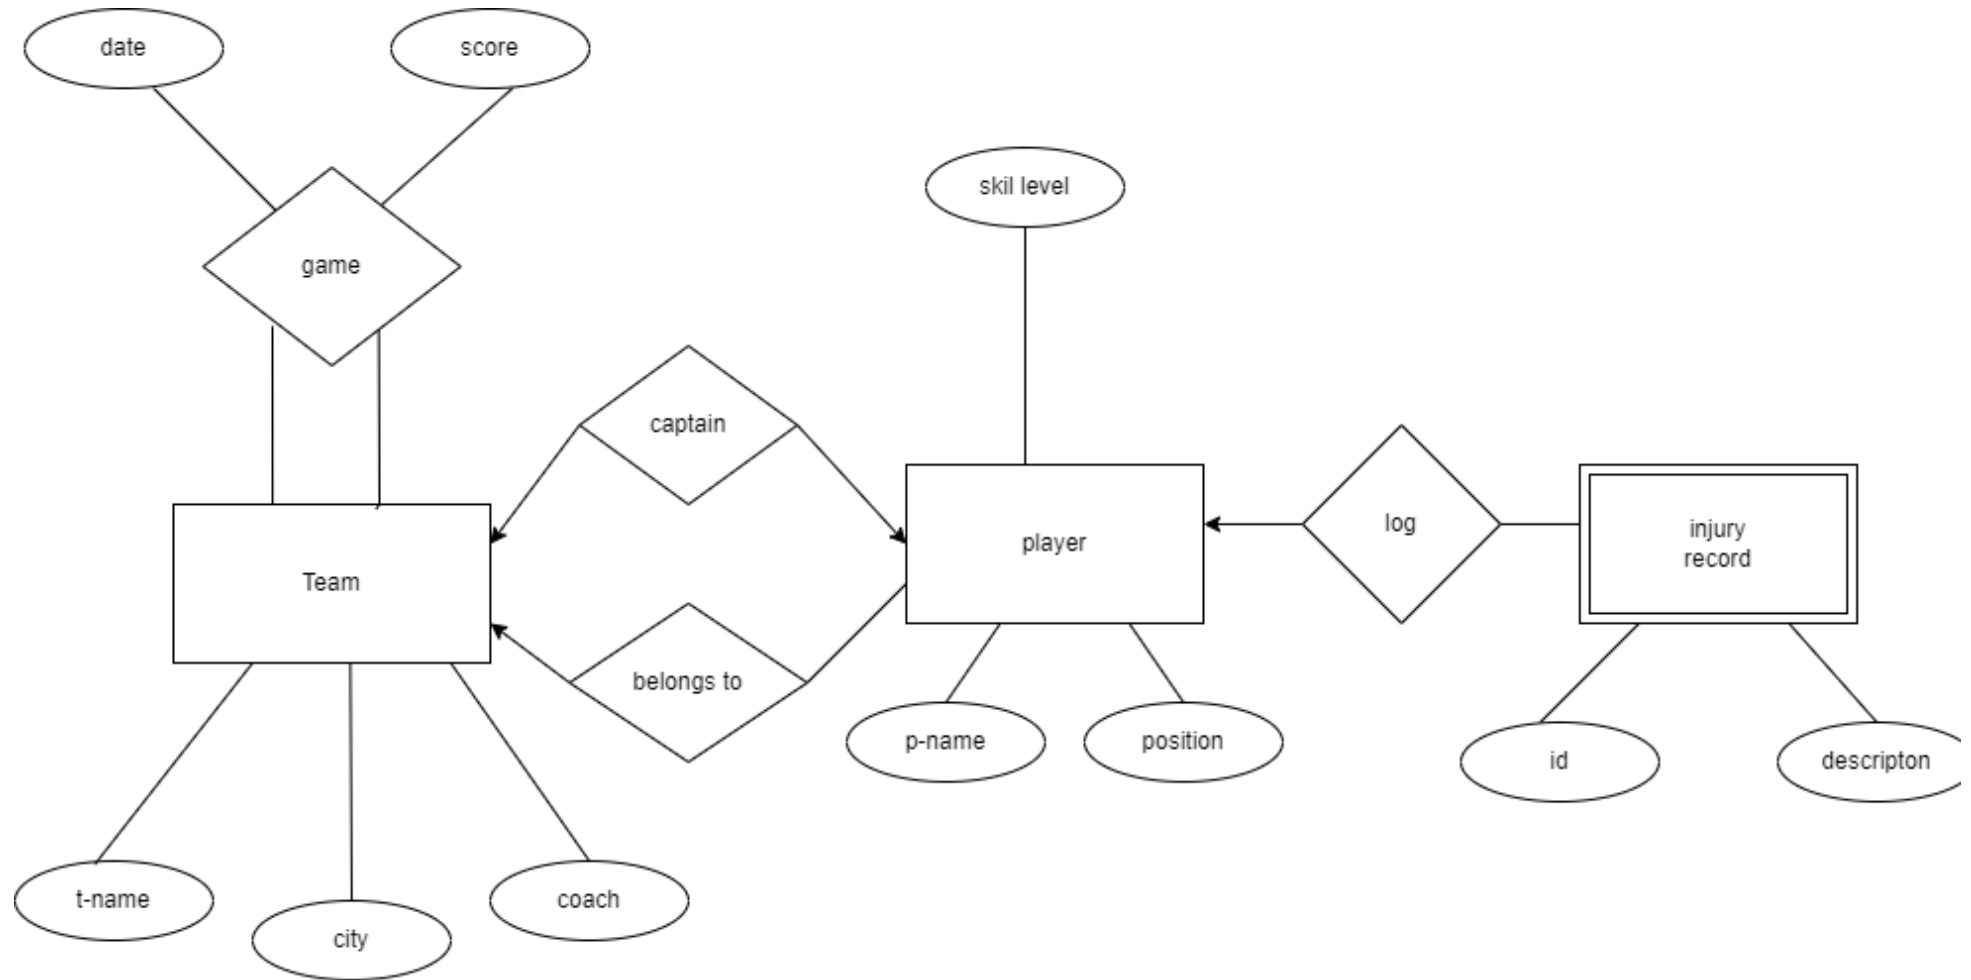 date
score
skil level
game
captain
log
injury
record
player
Team
belongs to
p-name
position
id
descripton
t-name
city
coach